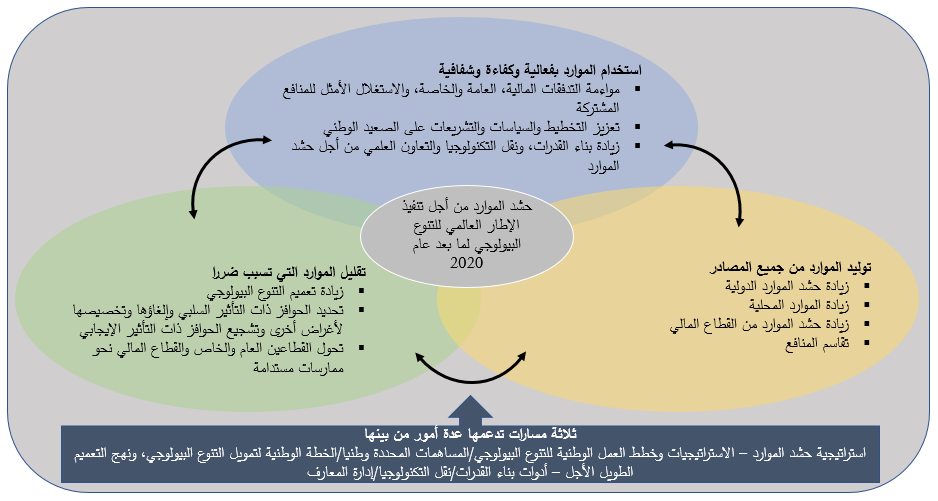 استخدام الموارد بفعالية وكفاءة وشفافية
▪ مواءمة التدفقات المالية، العامة والخاصة، والاستغلال الأمثل للمنافع
المشتركة
▪ تعزيز التخطيط والسياسات والتشريعات على الصعيد الوطني
▪ زيادة بناء القدرات، ونقل التكنولوجيا والتعاون العلمي من أجل حشد
الموارد
حشد الموارد من أجل تنفيذ
الإطار العالمي للتنوع
البيولوجي لما بعد عام
2020
توليد الموارد من جميع المصادر
▪ زيادة حشد الموارد الدولية
▪ زيادة الموارد المحلية
▪ زيادة حشد الموارد من القطاع المالي
▪ تقاسم المنافع
تقليل الموارد التي تسبب ضررا
▪ زيادة تعميم التنوع البيولوجي
▪ تحديد الحوافز ذات التأثير السلبي وإلغاؤها وتخصيصها
لأغراض أخرى وتشجيع الحوافز ذات التأثير الإيجابي
▪ تحول القطاعين العام والخاص والقطاع المالي نحو
ممارسات مستدامة
ثلاثة مسارات تدعمها عدة أمور من بينها
استراتيجية حشد الموارد – الاستراتيجيات وخطط العمل الوطنية للتنوع البيولوجي/المساهمات المحددة وطنيا/الخطة الوطنية لتمويل التنوع البيولوجي، ونهج التعميم
الطويل الأجل – أدوات بناء القدرات/نقل التكنولوجيا/إدارة المعارف